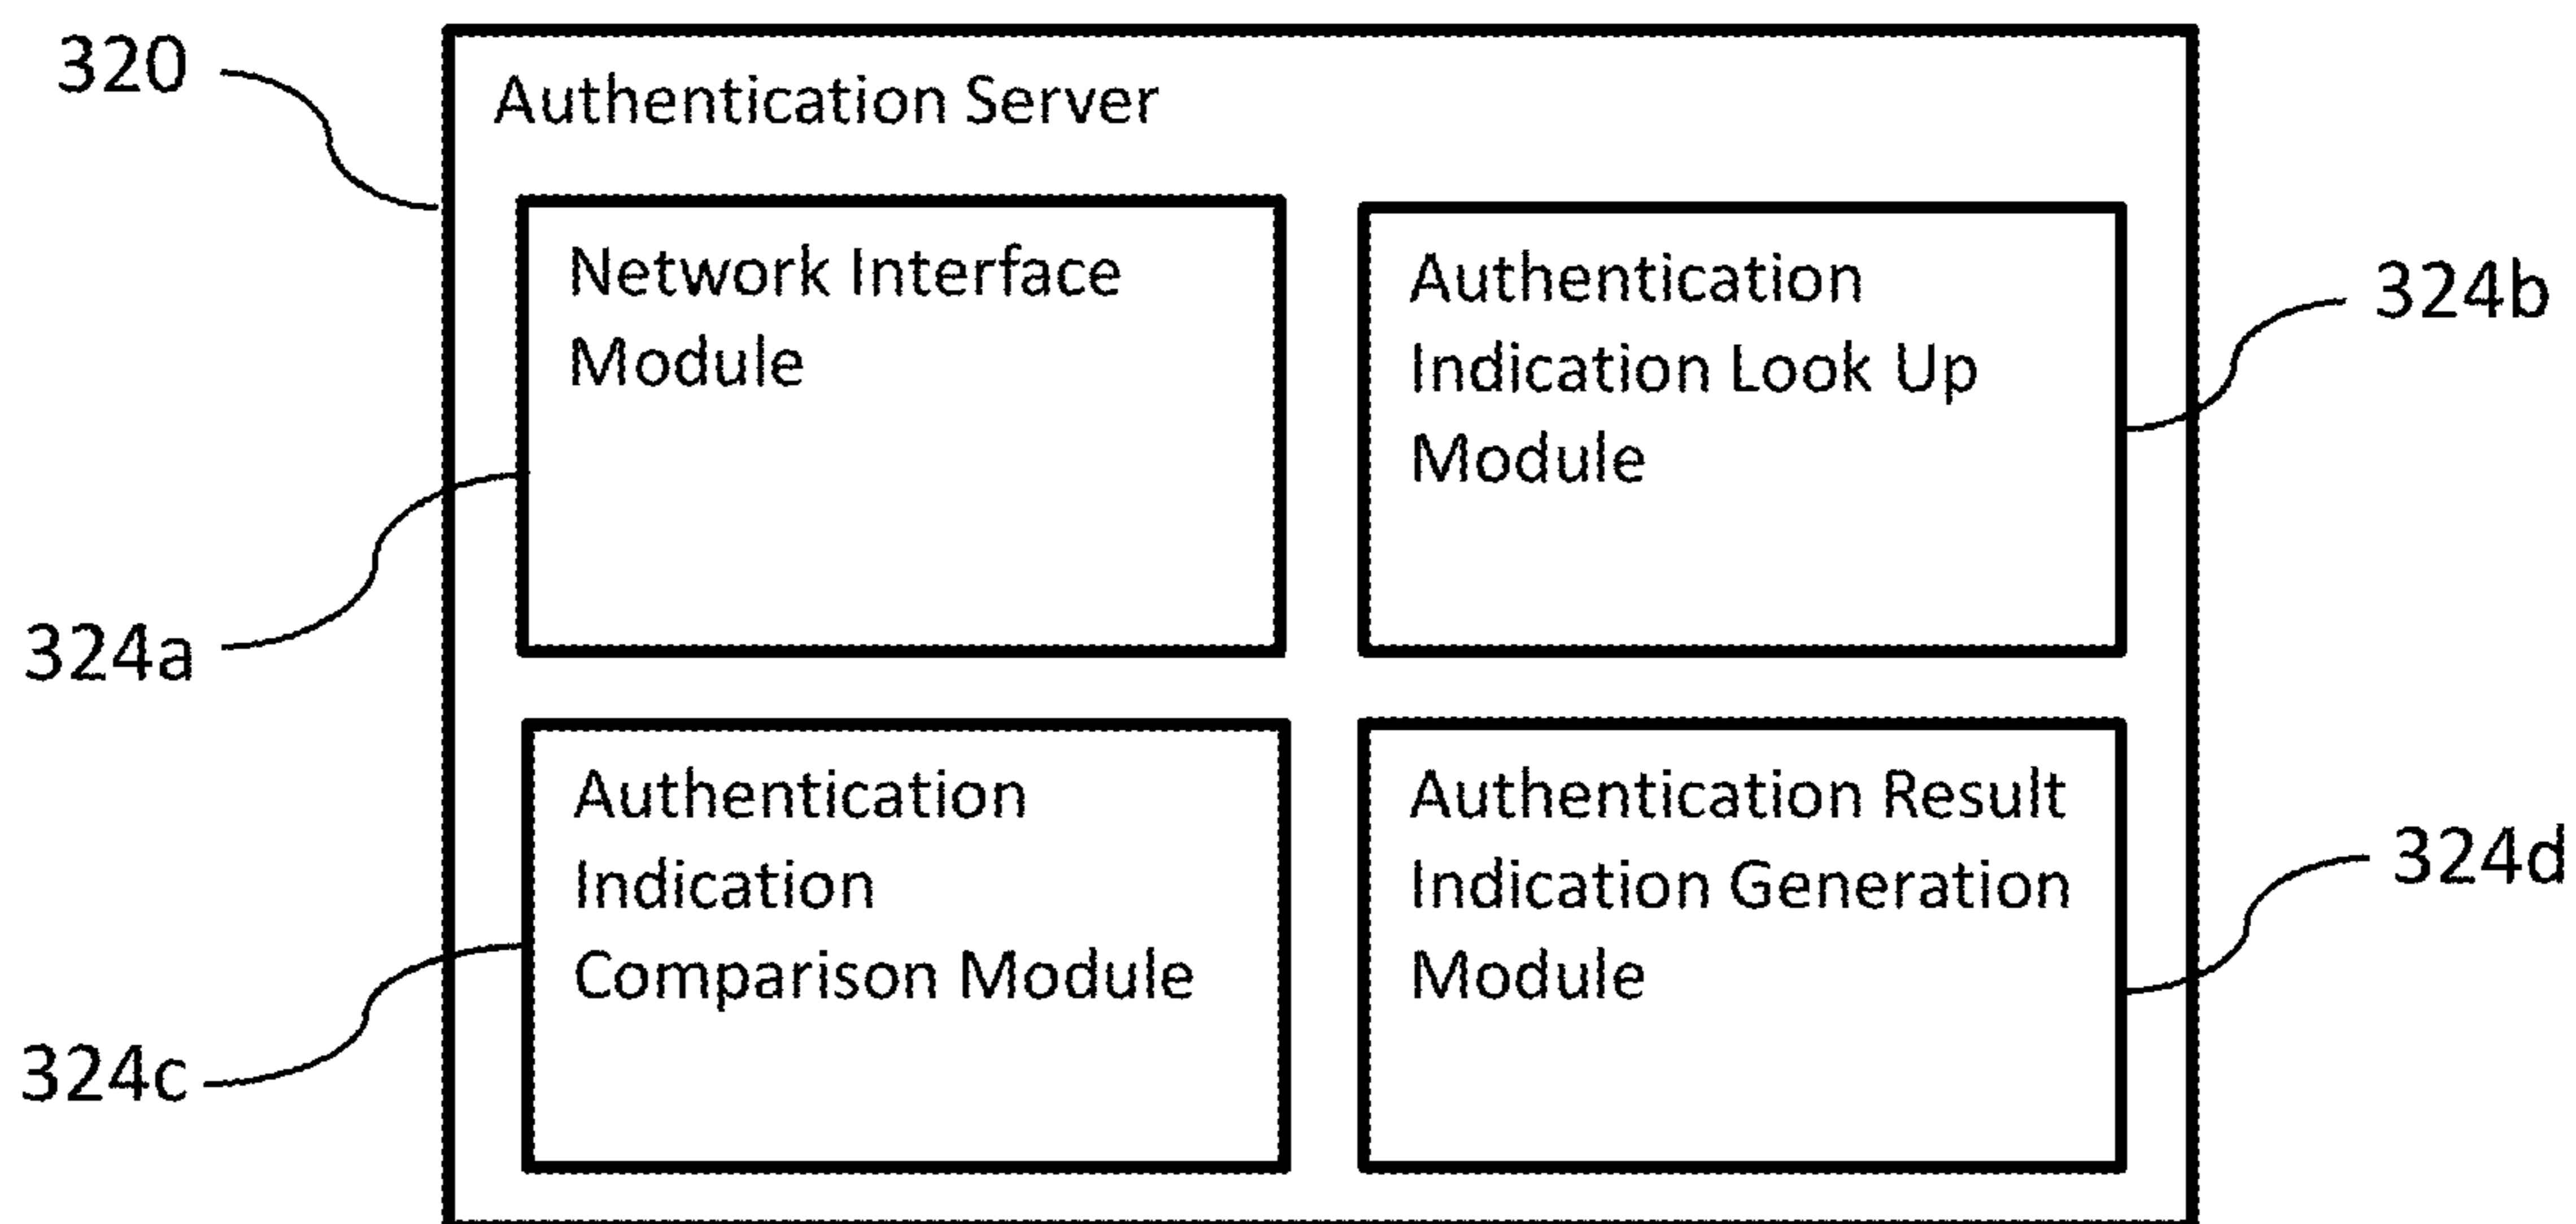 320
Authentication Server
Network Interface
Module
324a
Authentication
Indication Look Up
Module
324b
Authentication
Indication
Comparison Module
324c
Authentication Result
Indication Generation
Module
324d